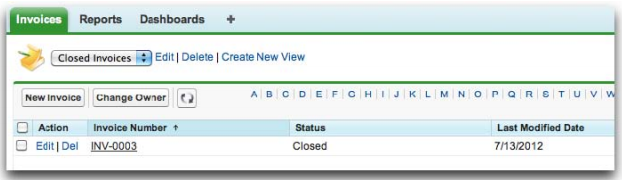 Invoices Reports Dashboards +
Closed Invoices Edit | Delete | Create New View
New Invoice Change Owner A | B | C | D | E | F | G | H | I | J | K | L | M | N | O | P | Q | R | S | T | U | V | W
Action Invoice Number ↑ Status Last Modified Date
Edit | Del INV-0003 Closed 7/13/2012